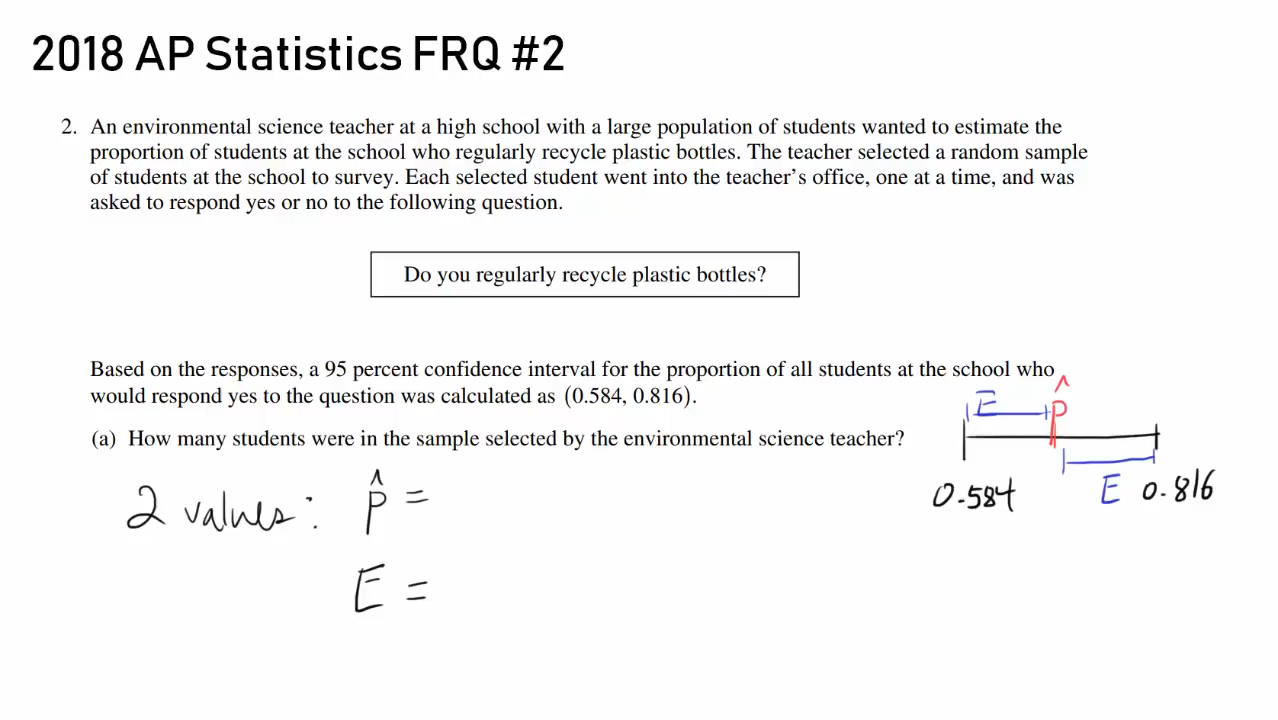 2018 AP Statistics FRQ #2
2. An environmental science teacher at a high school with a large population of students wanted to estimate the
proportion of students at the school who regularly recycle plastic bottles. The teacher selected a random sample
of students at the school to survey. Each selected student went into the teacher's office, one at a time, and was
asked to respond yes or no to the following question.
Do you regularly recycle plastic bottles?
Based on the responses, a 95 percent confidence interval for the proportion of all students at the school who
would respond yes to the question was calculated as (0.584, 0.816).
(a) How many students were in the sample selected by the environmental science teacher?
E p̂
0.584 E 0.816
2 values: p̂ =
E =